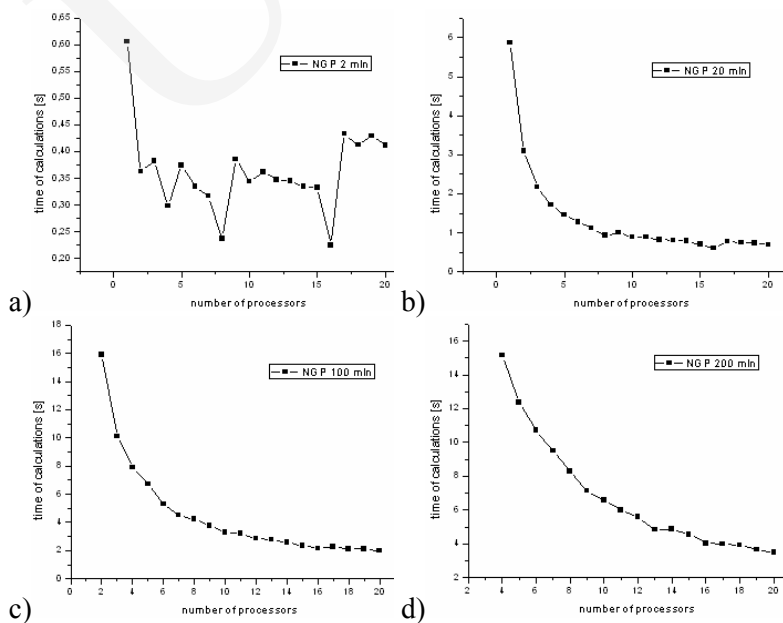 0,65
0,60
0,55
0,50
0,45
0,40
0,35
0,30
0,25
0,20
time of calculations [s]
NG P 2 mln
0 5 10 15 20
number of processors
a)
6
5
4
3
2
1
0
time of calculations [s]
NG P 20 mln
0 5 10 15 20
number of processors
b)
18
16
14
12
10
8
6
4
2
0
time of calculations [s]
NG P 100 mln
0 2 4 6 8 10 12 14 16 18 20
number of processors
c)
16
14
12
10
8
6
4
2
time of calculations [s]
NG P 200 mln
2 4 6 8 10 12 14 16 18 20
number of processors
d)